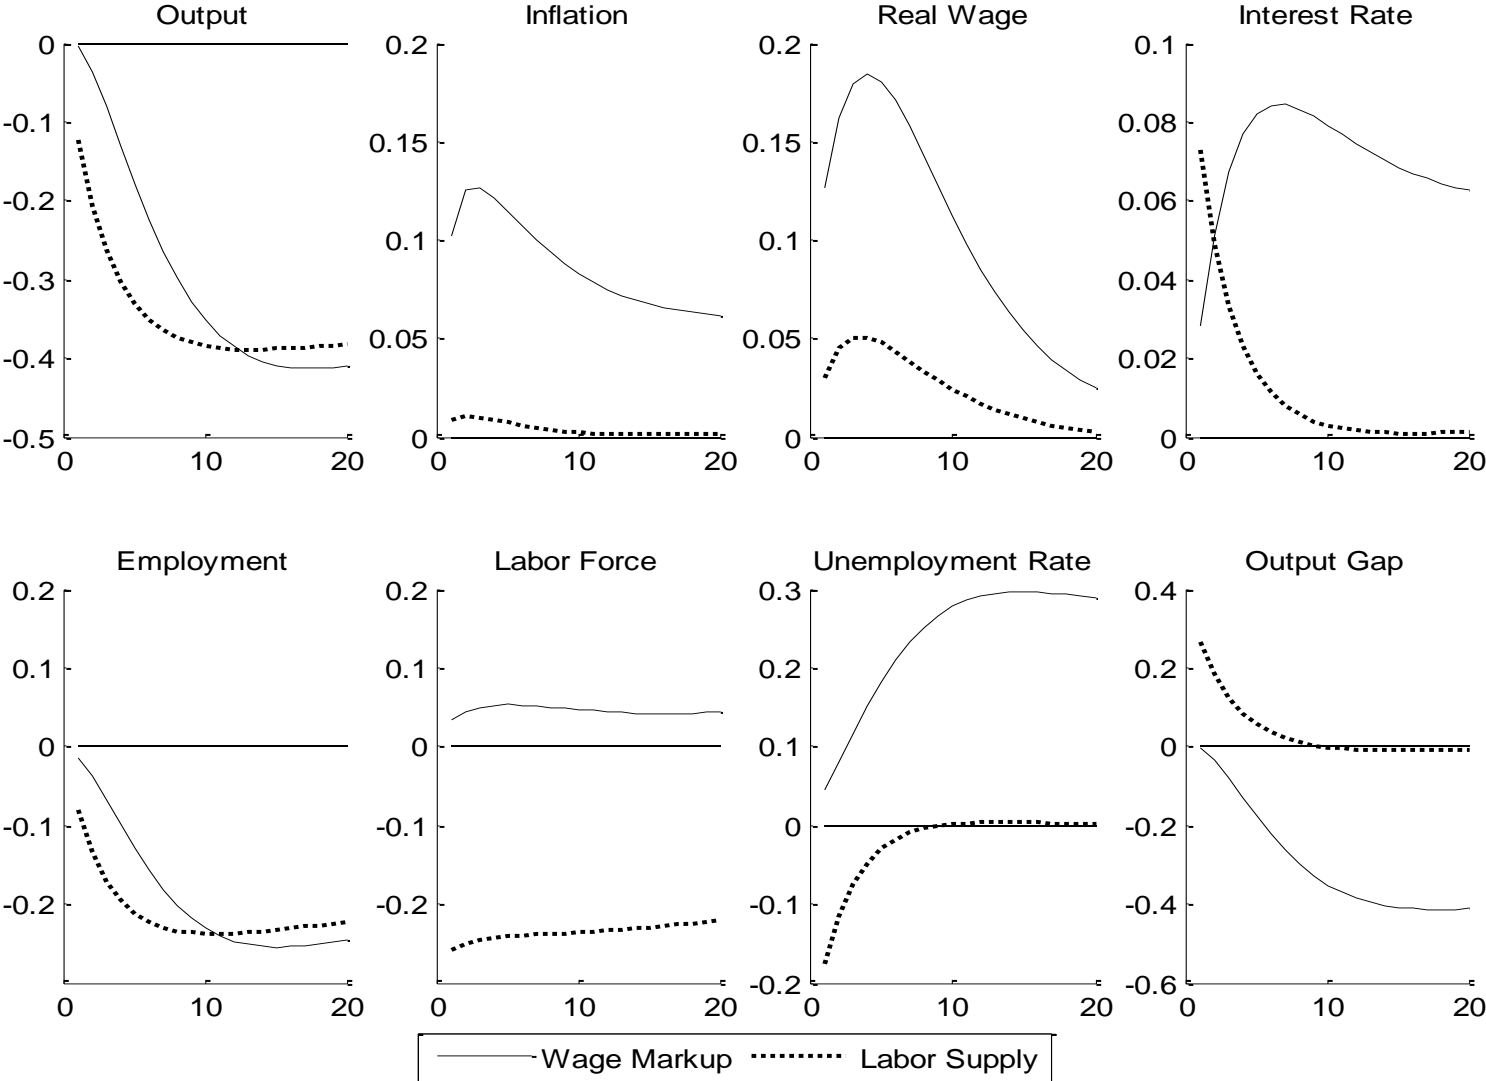 Output Inflation Real Wage Interest Rate
0 0.2 0.2 0.1
-0.1 0.15 0.15 0.08
-0.2 0.1 0.1 0.06
-0.3 0.04
-0.4 0.05 0.05 0.02
-0.5 0 0 0
0 10 20 0 10 20 0 10 20 0 10 20
Employment Labor Force Unemployment Rate Output Gap
0.2 0.2 0.3 0.4
0.1 0.1 0.2 0.2
0 0 0.1 0
-0.1 -0.1 0 -0.2
-0.2 -0.2 -0.1 -0.4
-0.2 -0.6
0 10 20 0 10 20 0 10 20 0 10 20
Wage Markup Labor Supply